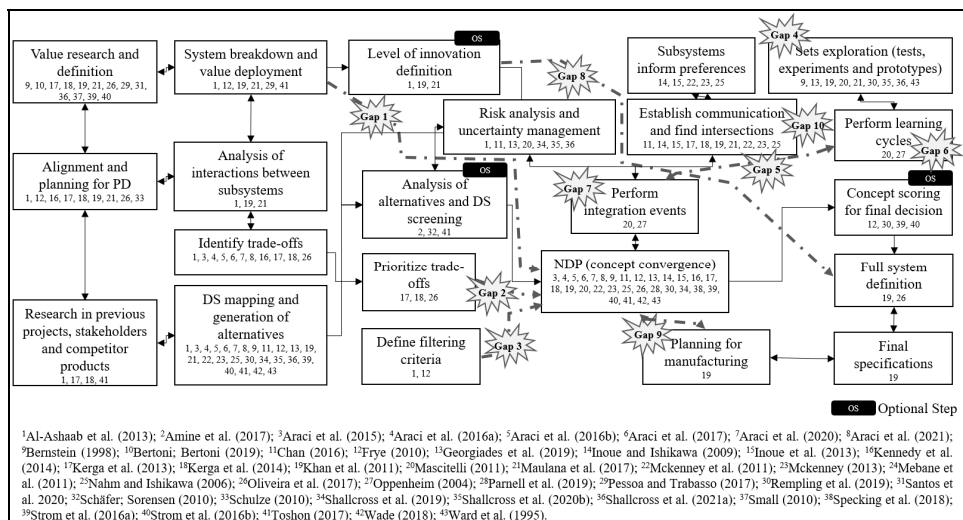 Value research and
definition
9, 10, 17, 18, 19, 21, 26, 29, 31,
36, 37, 39, 40
System breakdown and
value deployment
1, 12, 19, 21, 29, 41
OS
Level of innovation
definition
1, 19, 21
Gap 8
Subsystems
inform preferences
14, 15, 22, 23, 25
Gap 4
Sets exploration (tests,
experiments and prototypes)
9, 13, 19, 20, 21, 30, 35, 36, 43
Gap 1
Risk analysis and
uncertainty management
1, 11, 13, 20, 34, 35, 36
Establish communication
and find intersections
11, 14, 15, 17, 18, 19, 21, 22, 23, 25
Gap 10
Perform learning
cycles
20, 27
Gap 6
Alignment and
planning for PD
1, 12, 16, 17, 18, 19, 21, 26, 33
Analysis of
interactions between
subsystems
1, 19, 21
OS
Analysis of
alternatives and DS
screening
2, 32, 41
Gap 7
Perform
integration events
20, 27
Gap 5
OS
Concept scoring
for final decision
12, 30, 39, 40
Identify trade-offs
1, 3, 4, 5, 6, 7, 8, 16, 17, 18, 26
Prioritize trade-
offs
17, 18, 26
Gap 2
NDP (concept convergence)
3, 4, 5, 6, 7, 8, 9, 11, 12, 13, 14, 15, 16, 17,
18, 19, 20, 22, 23, 25, 26, 28, 30, 34, 38, 39,
40, 41, 42, 43
Full system
definition
19, 26
Research in previous
projects, stakeholders
and competitor
products
1, 17, 18, 41
DS mapping and
generation of
alternatives
1, 3, 4, 5, 6, 7, 8, 9, 11, 12, 13, 19,
21, 22, 23, 25, 30, 34, 35, 36, 39,
40, 41, 42, 43
Define filtering
criteria
1, 12
Gap 3
Gap 9
Planning for
manufacturing
19
Final
specifications
19
OS Optional Step
1Al-Ashaab et al. (2013); 2Amine et al. (2017); 3Araci et al. (2015); 4Araci et al. (2016a); 5Araci et al. (2016b); 6Araci et al. (2017); 7Araci et al. (2020); 8Araci et al. (2021);
9Bernstein (1998); 10Bertoni; Bertoni (2019); 11Chan (2016); 12Frye (2010); 13Georgiades et al. (2019); 14Inoue and Ishikawa (2009); 15Inoue et al. (2013); 16Kennedy et al.
(2014); 17Kerga et al. (2013); 18Kerga et al. (2014); 19Khan et al. (2011); 20Mascitelli (2011); 21Maulana et al. (2017); 22Mckenney et al. (2011); 23Mckenney (2013); 24Mebane et
al. (2011); 25Nahm and Ishikawa (2006); 26Oliveira et al. (2017); 27Oppenheim (2004); 28Parnell et al. (2019); 29Pessoa and Trabasso (2017); 30Rempling et al. (2019); 31Santos
et al. 2020; 32Schäfer; Sorensen (2010); 33Schulze (2010); 34Shallcross et al. (2019); 35Shallcross et al. (2020b); 36Shallcross et al. (2021a); 37Small (2010); 38Specking et al. (2018);
39Strom et al. (2016a); 40Strom et al. (2016b); 41Toshon (2017); 42Wade (2018); 43Ward et al. (1995).